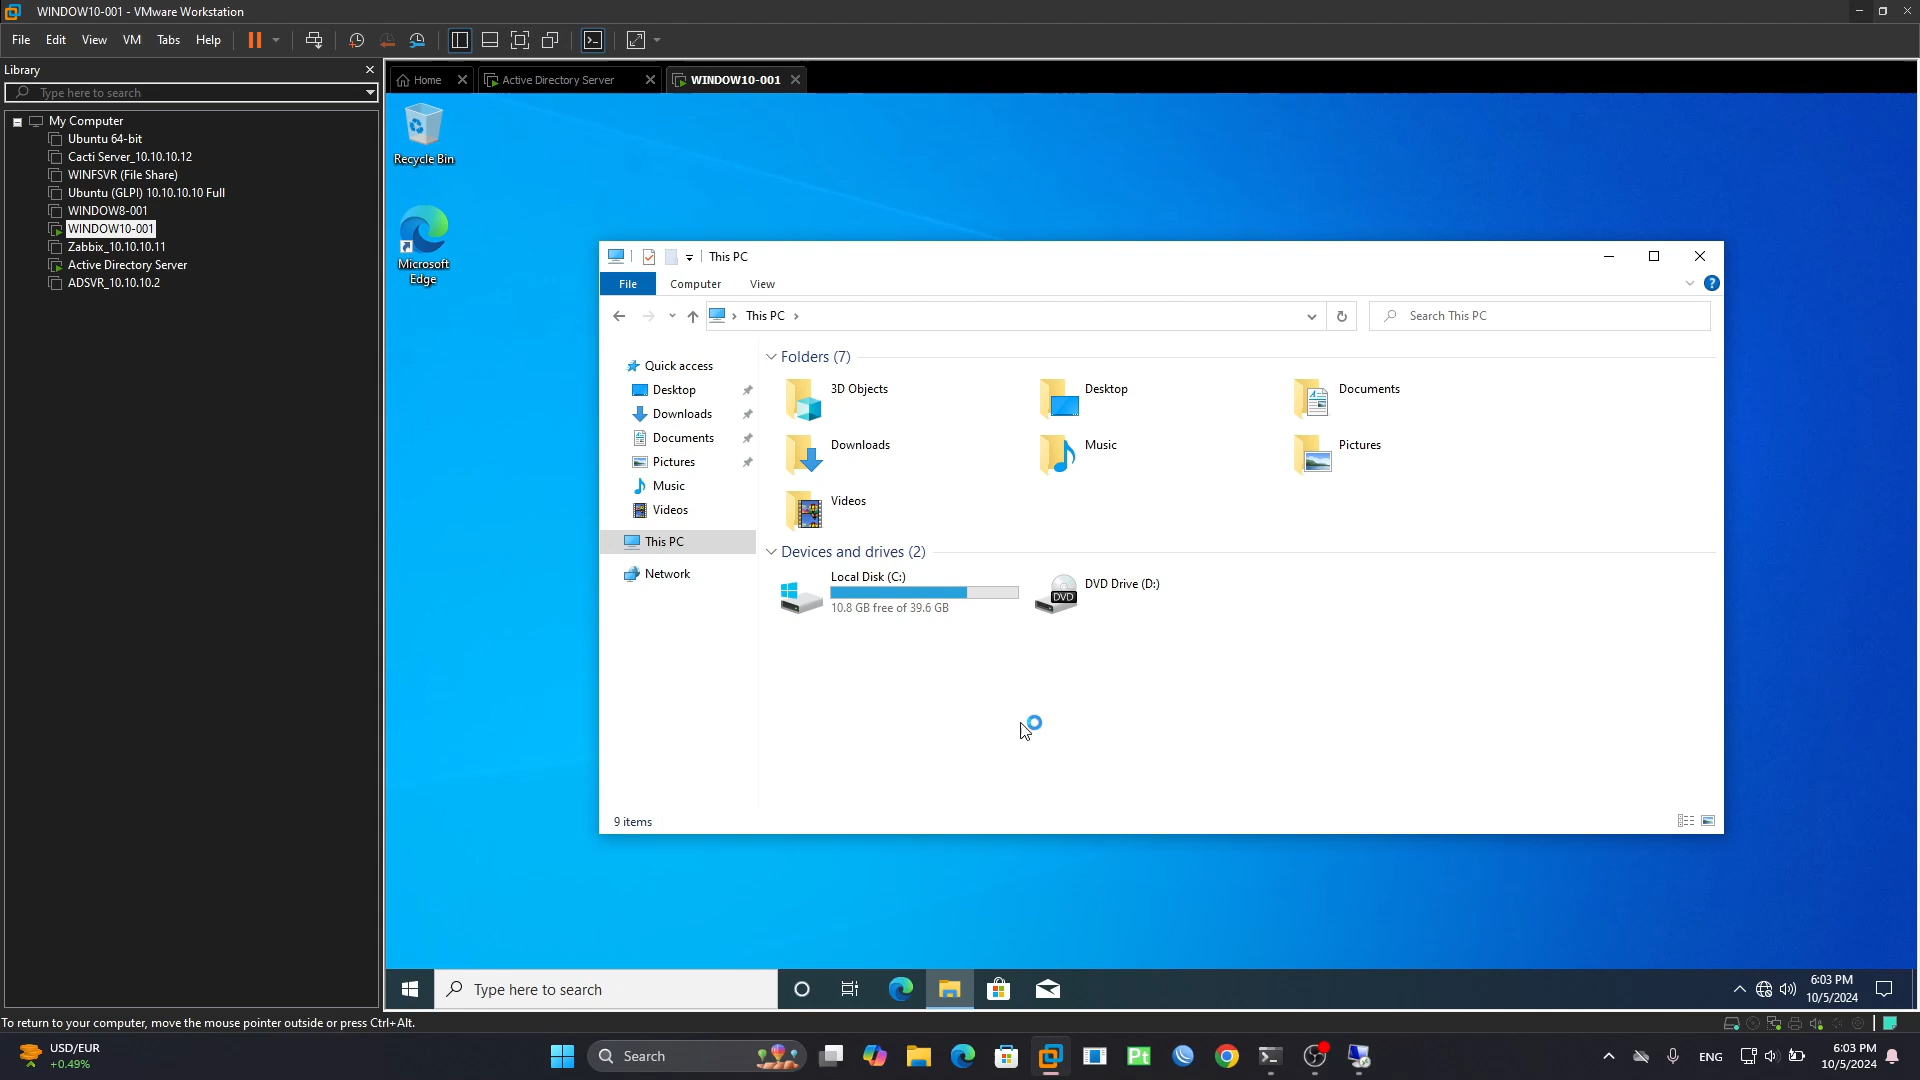 WINDOW10-001 - VMware Workstation
File Edit View VM Tabs Help
Library
Type here to search
My Computer
Ubuntu 64-bit
Cacti Server_10.10.10.12
WINFSVR (File Share)
Ubuntu (GLPI) 10.10.10.10 Full
WINDOW8-001
WINDOW10-001
Zabbix_10.10.10.11
Active Directory Server
ADSVR_10.10.10.2
Home
Active Directory Server
WINDOW10-001
Recycle Bin
Microsoft
Edge
This PC
File Computer View
This PC
Search This PC
Quick access
Desktop
Downloads
Documents
Pictures
Music
Videos
This PC
Network
Folders (7)
3D Objects
Desktop
Documents
Downloads
Music
Pictures
Videos
Devices and drives (2)
Local Disk (C:)
10.8 GB free of 39.6 GB
DVD
DVD Drive (D:)
9 items
Type here to search
6:03 PM
10/5/2024
To return to your computer, move the mouse pointer outside or press Ctrl+Alt.
USD/EUR
+0.49%
Search
Pt
ENG
6:03 PM
10/5/2024